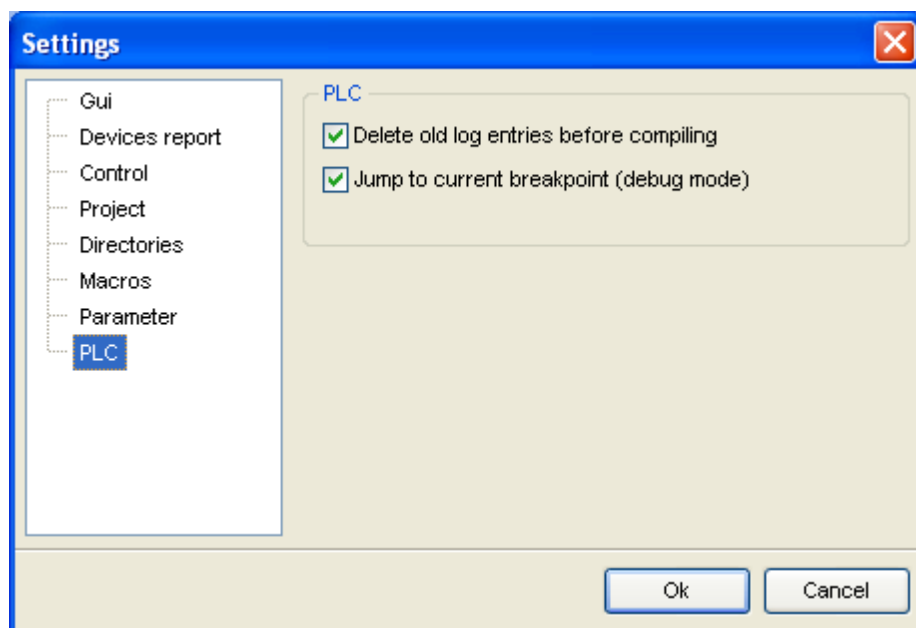 Settings
Gui
Devices report
Control
Project
Directories
Macros
Parameter
PLC
PLC
Delete old log entries before compiling
Jump to current breakpoint (debug mode)
Ok
Cancel